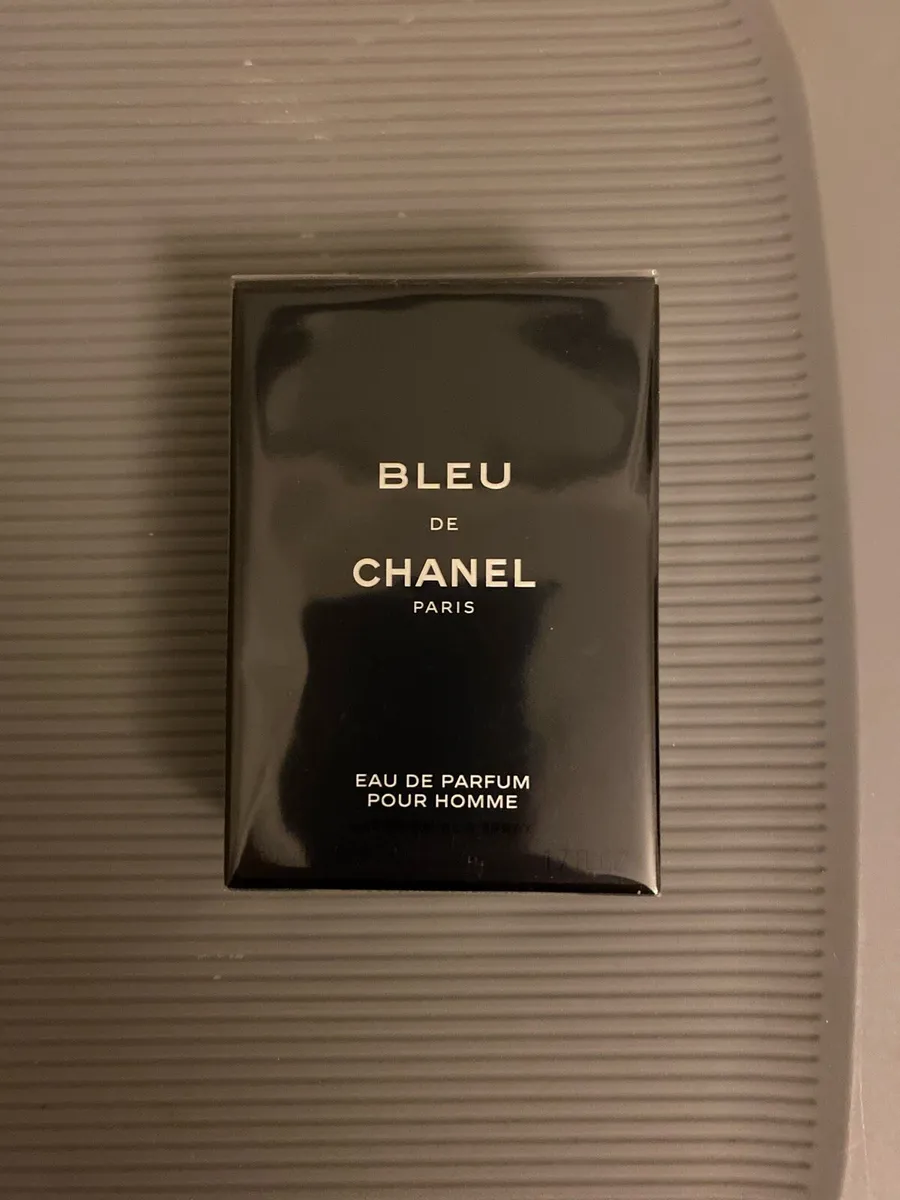 BLEU
DE
CHANEL
PARIS
EAU DE PARFUM
POUR HOMME